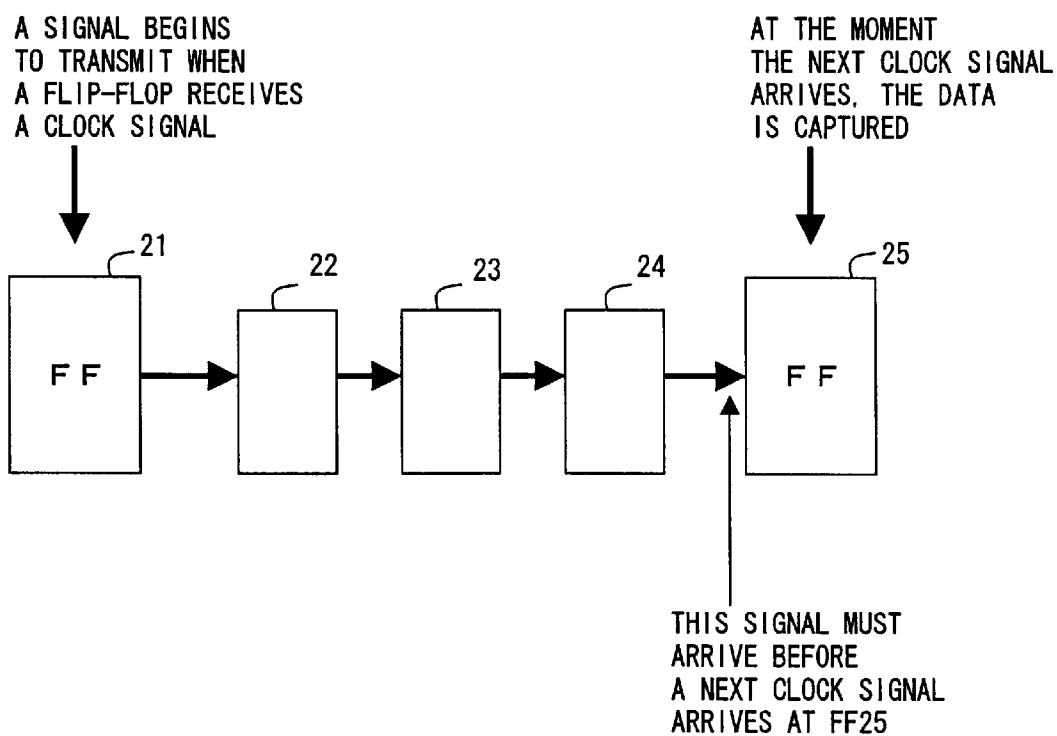 A SIGNAL BEGINS
TO TRANSMIT WHEN
A FLIP-FLOP RECEIVES
A CLOCK SIGNAL
AT THE MOMENT
THE NEXT CLOCK SIGNAL
ARRIVES, THE DATA
IS CAPTURED
21
22
23
24
25
FF
FF
THIS SIGNAL MUST
ARRIVE BEFORE
A NEXT CLOCK SIGNAL
ARRIVES AT FF25